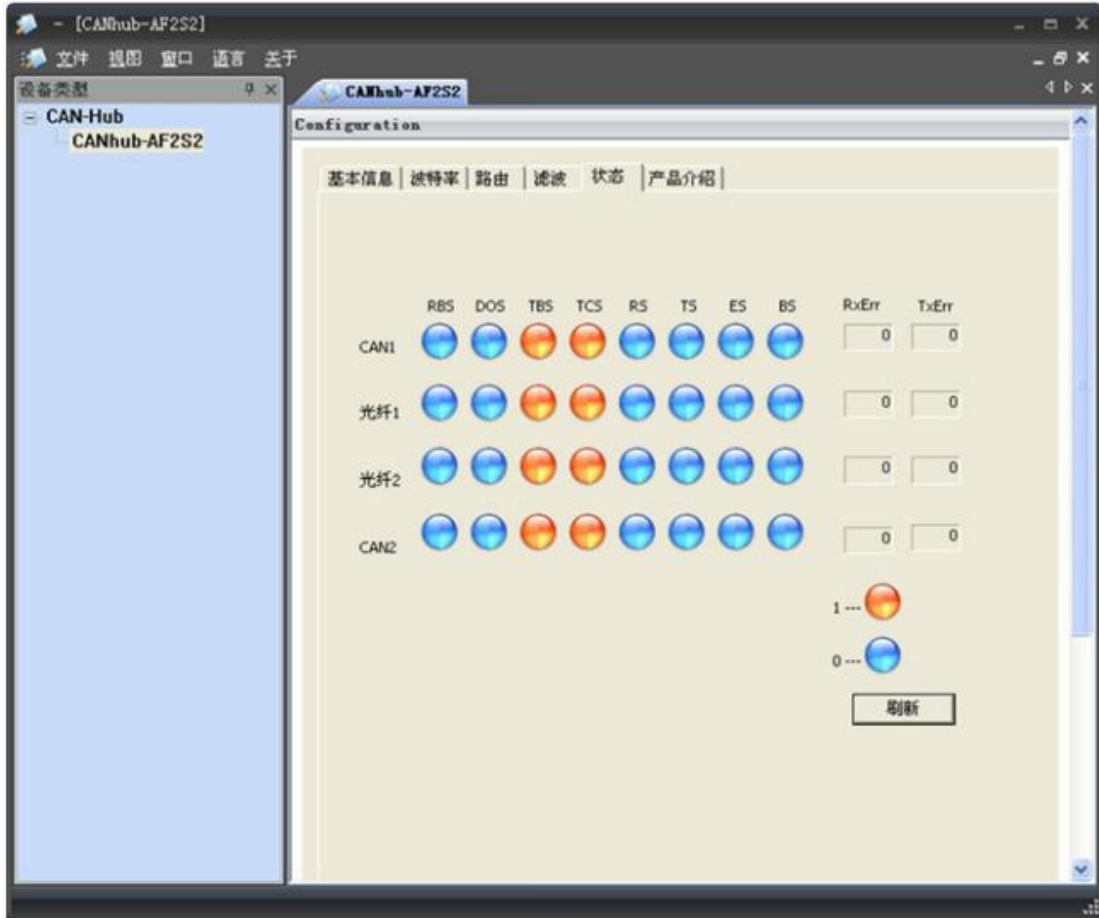 - [CANhub-AF2S2]
文件 视图 窗口 语言 关于
设备类型
CANhub-AF2S2
CAN-Hub
CANhub-AF2S2
Configuration
基本信息 波特率 路由 滤波 状态 产品介绍
RBS DOS TBS TCS RS TS ES BS RxErr TxErr
CAN1 0 0
光纤1 0 0
光纤2 0 0
CAN2 0 0
1 ---
0 ---
刷新